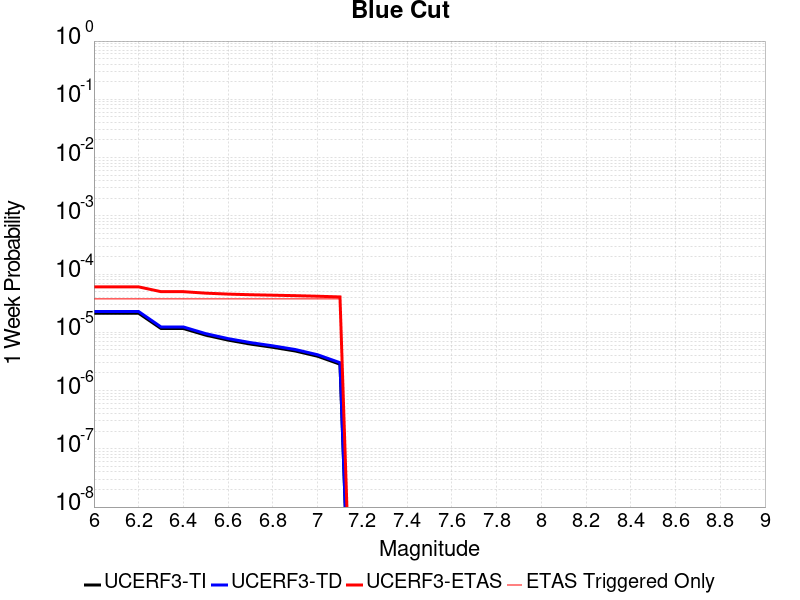 Blue Cut
10^0
10^-1
10^-2
10^-3
10^-4
10^-5
10^-6
10^-7
10^-8
1 Week Probability
6 6.2 6.4 6.6 6.8 7 7.2 7.4 7.6 7.8 8 8.2 8.4 8.6 8.8 9
Magnitude
UCERF3-TI UCERF3-TD UCERF3-ETAS ETAS Triggered Only